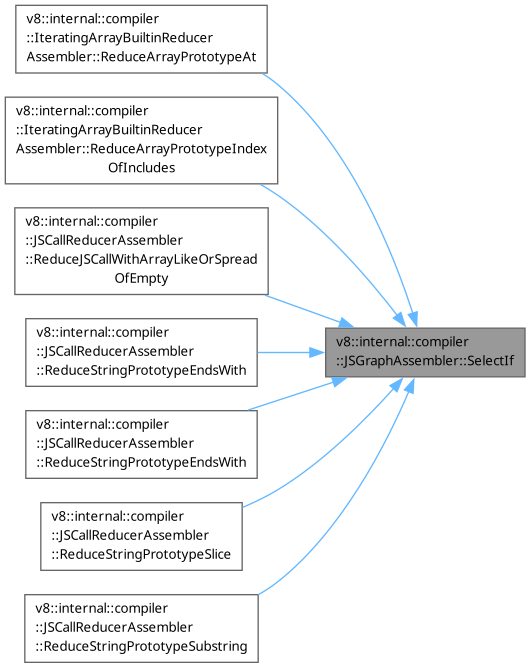 v8::internal::compiler
::IteratingArrayBuiltinReducer
Assembler::ReduceArrayPrototypeAt
v8::internal::compiler
::IteratingArrayBuiltinReducer
Assembler::ReduceArrayPrototypeIndex
OfIncludes
v8::internal::compiler
::JSCallReducerAssembler
::ReduceJSCallWithArrayLikeOrSpread
OfEmpty
v8::internal::compiler
::JSCallReducerAssembler
::ReduceStringPrototypeEndsWith
v8::internal::compiler
::JSGraphAssembler::SelectIf
v8::internal::compiler
::JSCallReducerAssembler
::ReduceStringPrototypeEndsWith
v8::internal::compiler
::JSCallReducerAssembler
::ReduceStringPrototypeSlice
v8::internal::compiler
::JSCallReducerAssembler
::ReduceStringPrototypeSubstring